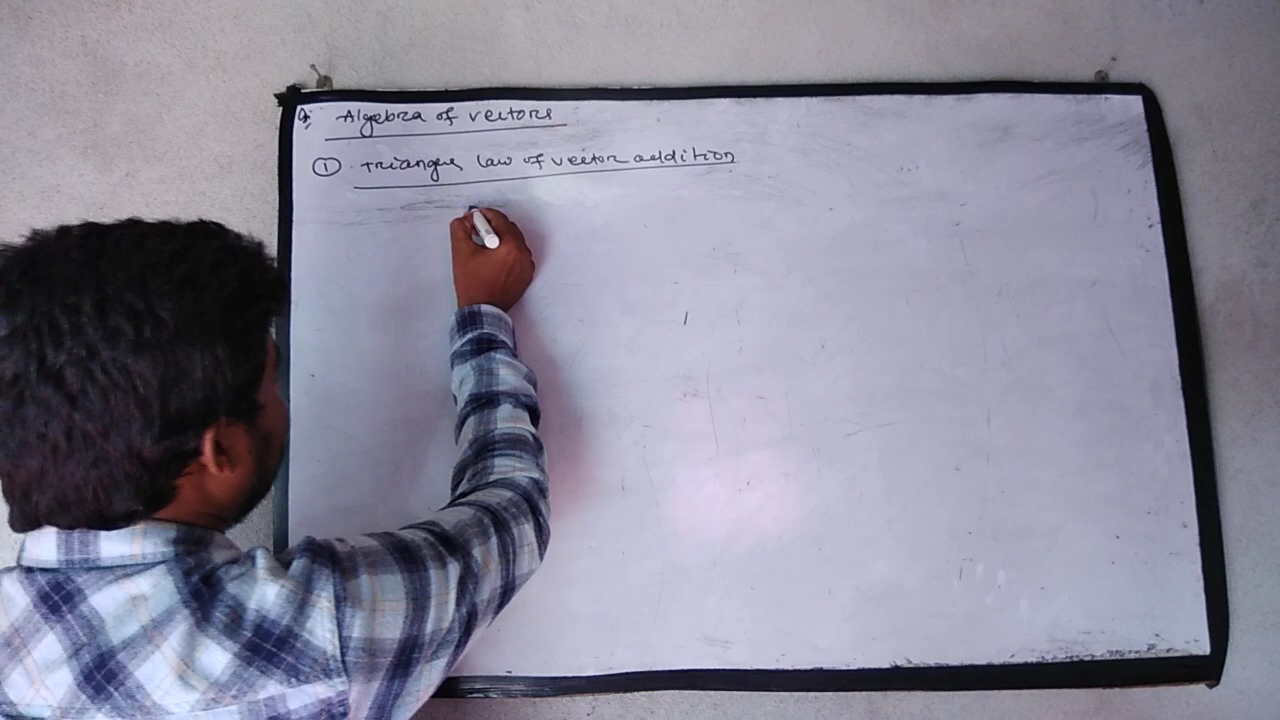 Algebra of vectors
① Triangle law of vector addition